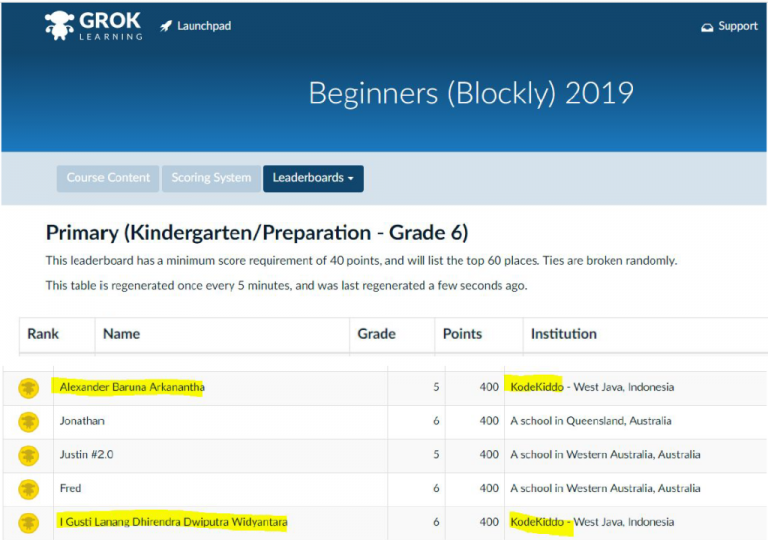 GROK
LEARNING
Launchpad
Support
Beginners (Blockly) 2019
Course Content Scoring System Leaderboards
Primary (Kindergarten/Preparation - Grade 6)
This leaderboard has a minimum score requirement of 40 points, and will list the top 60 places. Ties are broken randomly.
This table is regenerated once every 5 minutes, and was last regenerated a few seconds ago.
Rank Name Grade Points Institution
Alexander Baruna Arkanantha 5 400 KodeKiddo - West Java, Indonesia
Jonathan 6 400 A school in Queensland, Australia
Justin #2.0 5 400 A school in Western Australia, Australia
Fred 6 400 A school in Western Australia, Australia
I Gusti Lanang Dhirendra Dwiputra Widyantara 6 400 KodeKiddo - West Java, Indonesia